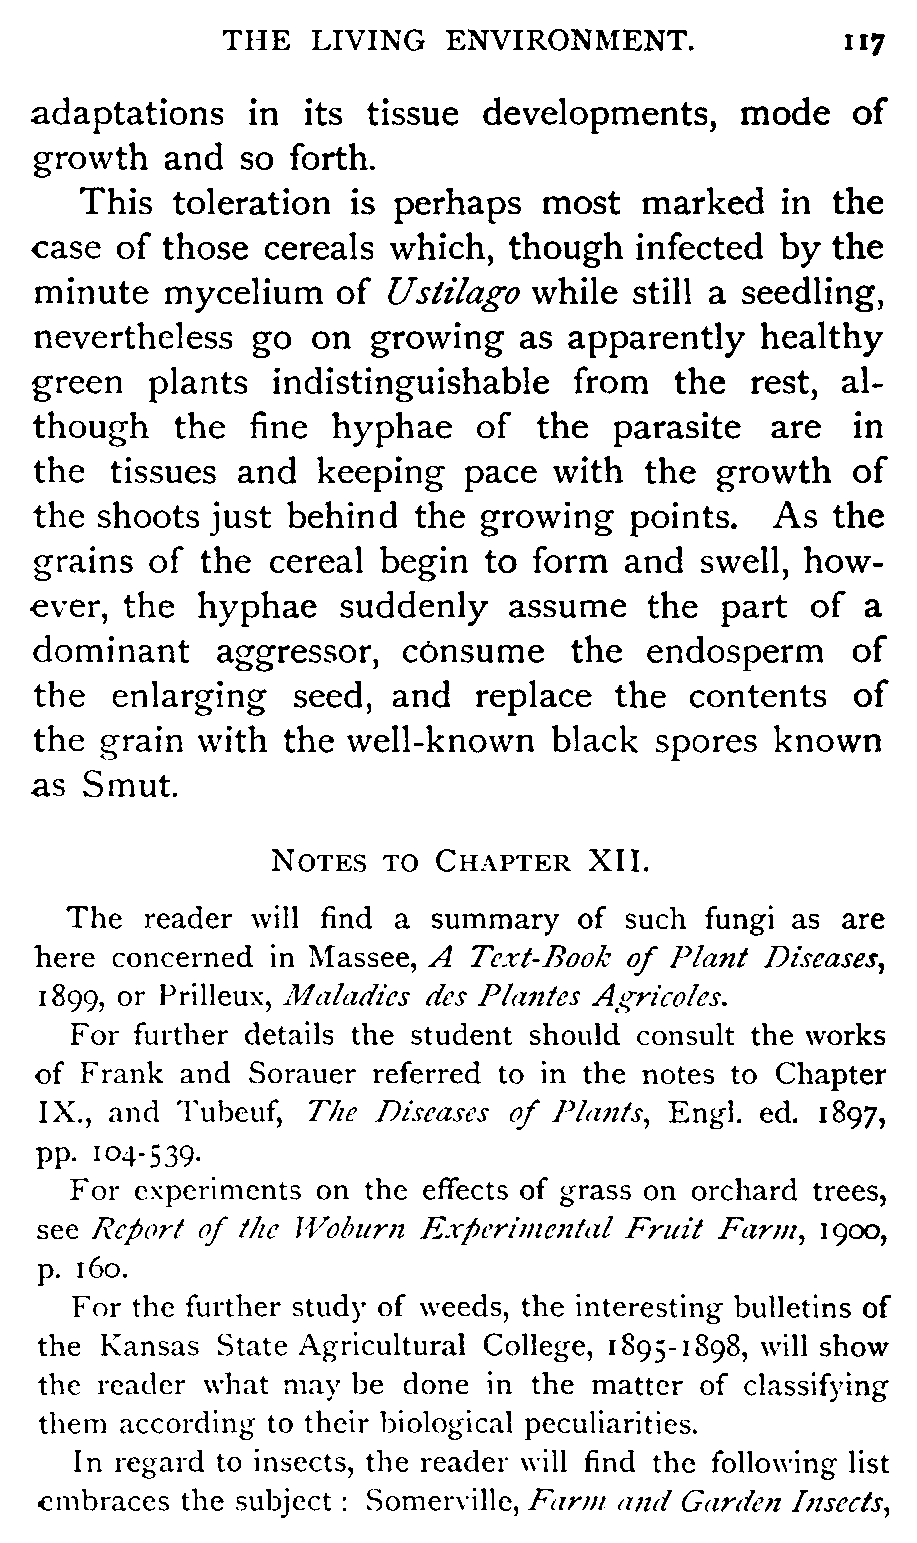 THE LIVING ENVIRONMENT. 117
adaptations in its tissue developments, mode of
growth and so forth.
This toleration is perhaps most marked in the
case of those cereals which, though infected by the
minute mycelium of Ustilago while still a seedling,
nevertheless go on growing as apparently healthy
green plants indistinguishable from the rest, al-
though the fine hyphae of the parasite are in
the tissues and keeping pace with the growth of
the shoots just behind the growing points. As the
grains of the cereal begin to form and swell, how-
ever, the hyphae suddenly assume the part of a
dominant aggressor, consume the endosperm of
the enlarging seed, and replace the contents of
the grain with the well-known black spores known
as Smut.
NOTES TO CHAPTER XII.
The reader will find a summary of such fungi as are
here concerned in Massee, A Text-Book of Plant Diseases,
1899, or Prilleux, Maladies des Plantes Agricoles.
For further details the student should consult the works
of Frank and Sorauer referred to in the notes to Chapter
IX., and Tubeuf, The Diseases of Plants, Engl. ed. 1897,
pp. 104-539.
For experiments on the effects of grass on orchard trees,
see Report of the Woburn Experimental Fruit Farm, 1900,
p. 160.
For the further study of weeds, the interesting bulletins of
the Kansas State Agricultural College, 1895-1898, will show
the reader what may be done in the matter of classifying
them according to their biological peculiarities.
In regard to insects, the reader will find the following list
embraces the subject : Somerville, Farm and Garden Insects,